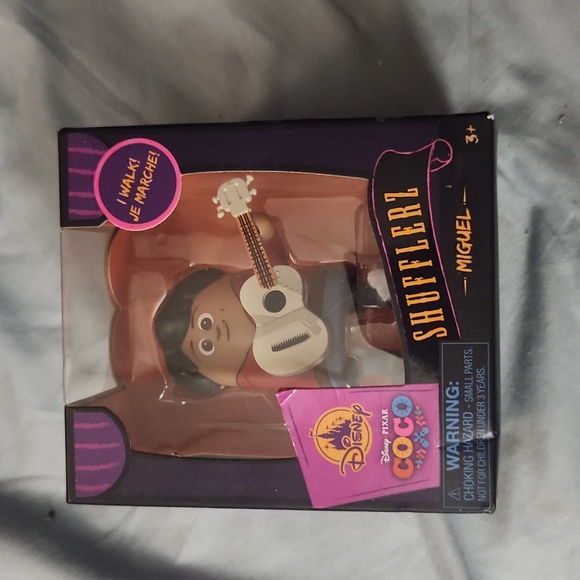 I WALK!
JE MARCHE!
DISNEY
DISNEY PIXAR
COCO
SHUFFLERZ
MIGUEL
3+
WARNING:
CHOKING HAZARD - SMALL PARTS.
NOT FOR CHILDREN UNDER 3 YEARS.